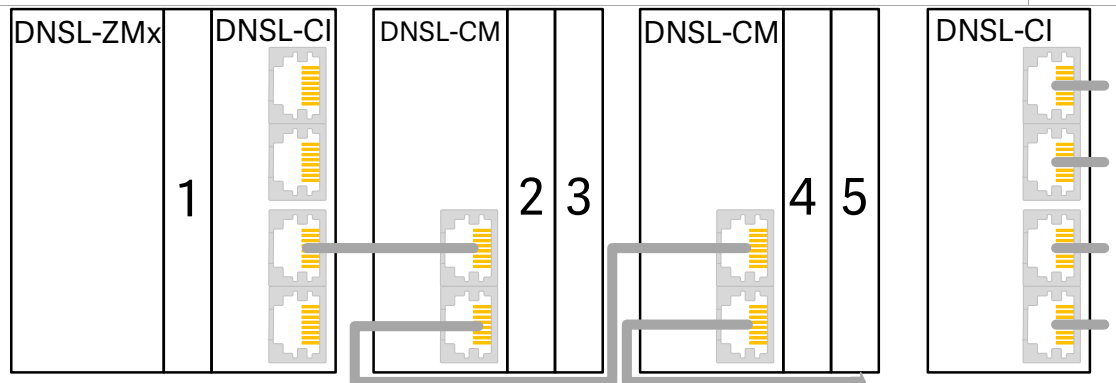 DNSL-ZMx
1
DNSL-CI
DNSL-CM
2
3
DNSL-CM
4
5
DNSL-CI